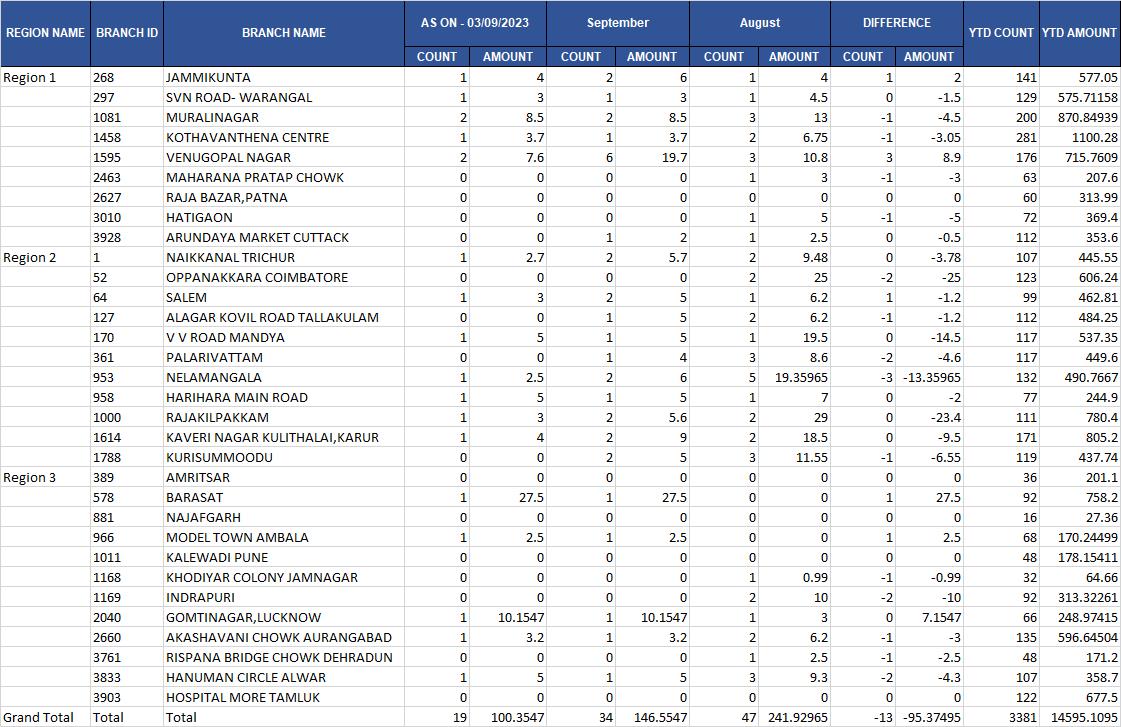 REGION NAME BRANCH ID BRANCH NAME AS ON - 03/09/2023 September August DIFFERENCE YTD COUNT YTD AMOUNT
COUNT AMOUNT COUNT AMOUNT COUNT AMOUNT COUNT AMOUNT
Region 1 268 JAMMIKUNTA 1 4 2 6 1 4 1 2 141 577.05
297 SVN ROAD- WARANGAL 1 3 1 3 1 4.5 0 -1.5 129 575.71158
1081 MURALINAGAR 2 8.5 2 8.5 3 13 -1 -4.5 200 870.84939
1458 KOTHAVANTHENA CENTRE 1 3.7 1 3.7 2 6.75 -1 -3.05 281 1100.28
1595 VENUGOPAL NAGAR 2 7.6 6 19.7 3 10.8 3 8.9 176 715.7609
2463 MAHARANA PRATAP CHOWK 0 0 0 0 1 3 -1 -3 63 207.6
2627 RAJA BAZAR,PATNA 0 0 0 0 0 0 0 0 60 313.99
3010 HATIGAON 0 0 0 0 1 5 -1 -5 72 369.4
3928 ARUNDAYA MARKET CUTTACK 0 0 1 2 1 2.5 0 -0.5 112 353.6
Region 2 1 NAIKKANAL TRICHUR 1 2.7 2 5.7 2 9.48 0 -3.78 107 445.55
52 OPPANAKKARA COIMBATORE 0 0 0 0 2 25 -2 -25 123 606.24
64 SALEM 1 3 2 5 1 6.2 1 -1.2 99 462.81
127 ALAGAR KOVIL ROAD TALLAKULAM 0 0 1 5 2 6.2 -1 -1.2 112 484.25
170 V V ROAD MANDYA 1 5 1 5 1 19.5 0 -14.5 117 537.35
361 PALARIVATTAM 0 0 1 4 3 8.6 -2 -4.6 117 449.6
953 NELAMANGALA 1 2.5 2 6 5 19.35965 -3 -13.35965 132 490.7667
958 HARIHARA MAIN ROAD 1 5 1 5 1 7 0 -2 77 244.9
1000 RAJAKILPAKKAM 1 3 2 5.6 2 29 0 -23.4 111 780.4
1614 KAVERI NAGAR KULITHALAI,KARUR 1 4 2 9 2 18.5 0 -9.5 171 805.2
1788 KURISUMMOODU 0 0 2 5 3 11.55 -1 -6.55 119 437.74
Region 3 389 AMRITSAR 0 0 0 0 0 0 0 0 36 201.1
578 BARASAT 1 27.5 1 27.5 0 0 1 27.5 92 758.2
881 NAJAFGARH 0 0 0 0 0 0 0 0 16 27.36
966 MODEL TOWN AMBALA 1 2.5 1 2.5 0 0 1 2.5 68 170.24499
1011 KALEWADI PUNE 0 0 0 0 0 0 0 0 48 178.15411
1168 KHODIYAR COLONY JAMNAGAR 0 0 0 0 1 0.99 -1 -0.99 32 64.66
1169 INDRAPURI 0 0 0 0 2 10 -2 -10 92 313.32261
2040 GOMTINAGAR,LUCKNOW 1 10.1547 1 10.1547 1 3 0 7.1547 66 248.97415
2660 AKASHAVANI CHOWK AURANGABAD 1 3.2 1 3.2 2 6.2 -1 -3 135 596.64504
3761 RISPANA BRIDGE CHOWK DEHRADUN 0 0 0 0 1 2.5 -1 -2.5 48 171.2
3833 HANUMAN CIRCLE ALWAR 1 5 1 5 3 9.3 -2 -4.3 107 358.7
3903 HOSPITAL MORE TAMLUK 0 0 0 0 0 0 0 0 122 677.5
Grand Total Total Total 19 100.3547 34 146.5547 47 241.92965 -13 -95.37495 3381 14595.1095